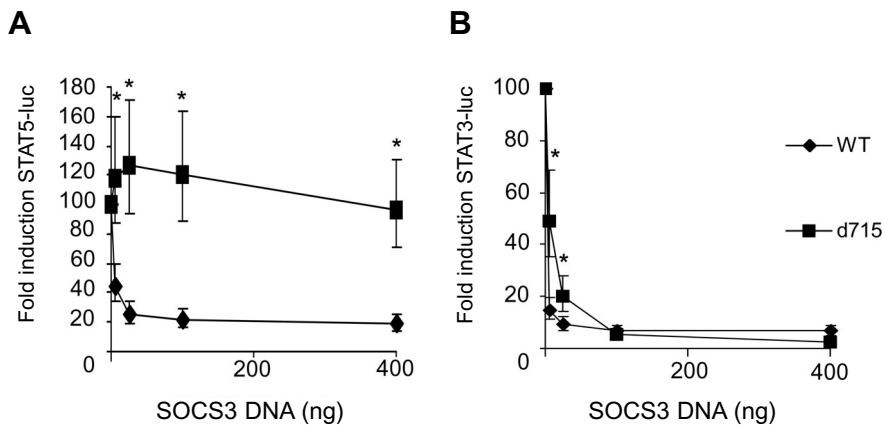 A
B
Fold induction STAT5-luc
180
160
140
120
100
80
60
40
20
0
* * * *
200
400
SOCS3 DNA (ng)
Fold induction STAT3-luc
100
80
60
40
20
0
*
*
200
400
SOCS3 DNA (ng)
WT
d715